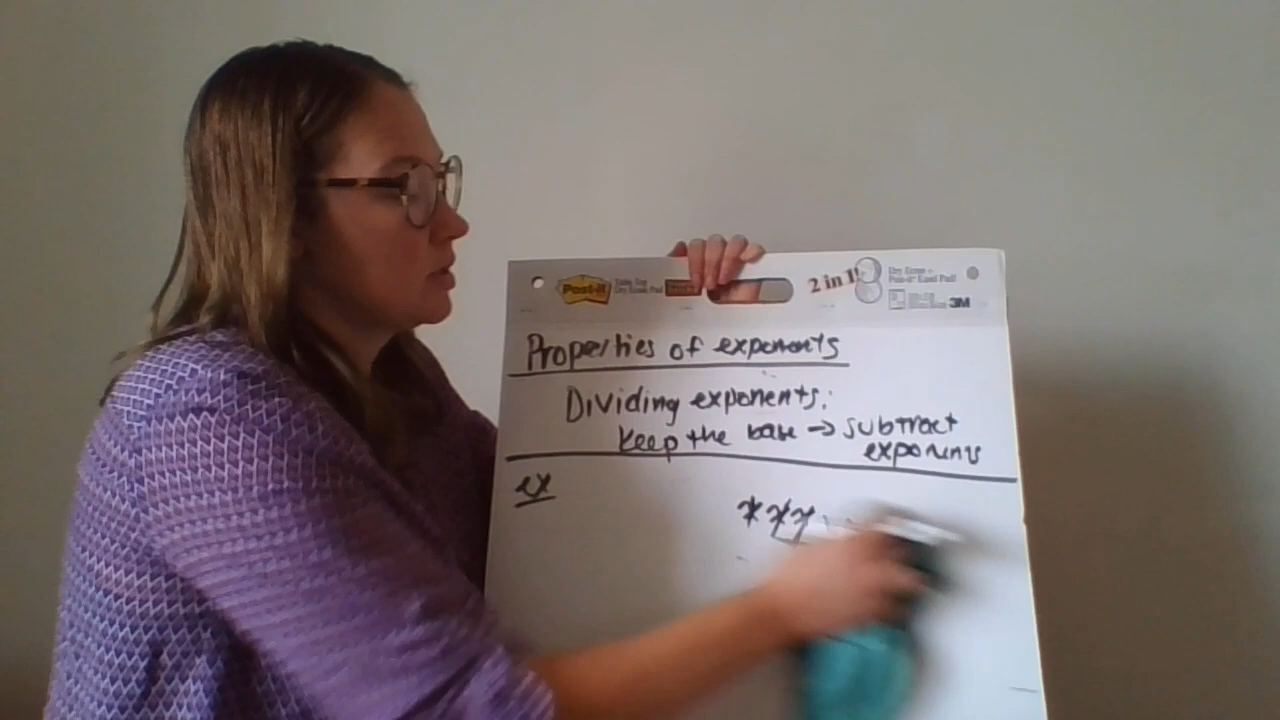 Post-it
2 in 1!
3M
Properties of exponents
Dividing exponents:
Keep the base → subtract
exponents
ex
x x x